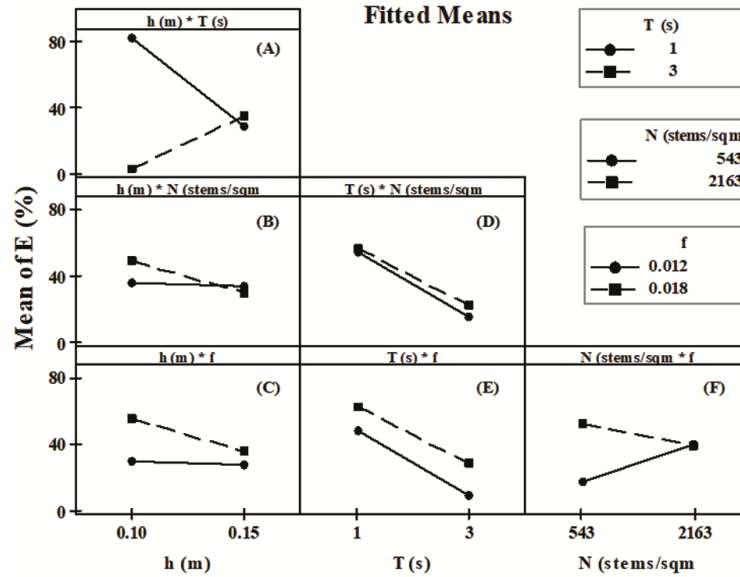 Fitted Means
h (m) * T (s)
(A)
80
40
0
T (s)
1
3
N (stems/sqm
543
2163
f
0.012
0.018
h (m) * N (stems/sqm
(B)
80
40
0
T (s) * N (stems/sqm
(D)
Mean of E (%)
h (m) * f
(C)
80
40
0
T (s) * f
(E)
N (stems/sqm * f
(F)
0.10 0.15 1 3 543 2163
h (m) T (s) N (stems/sqm